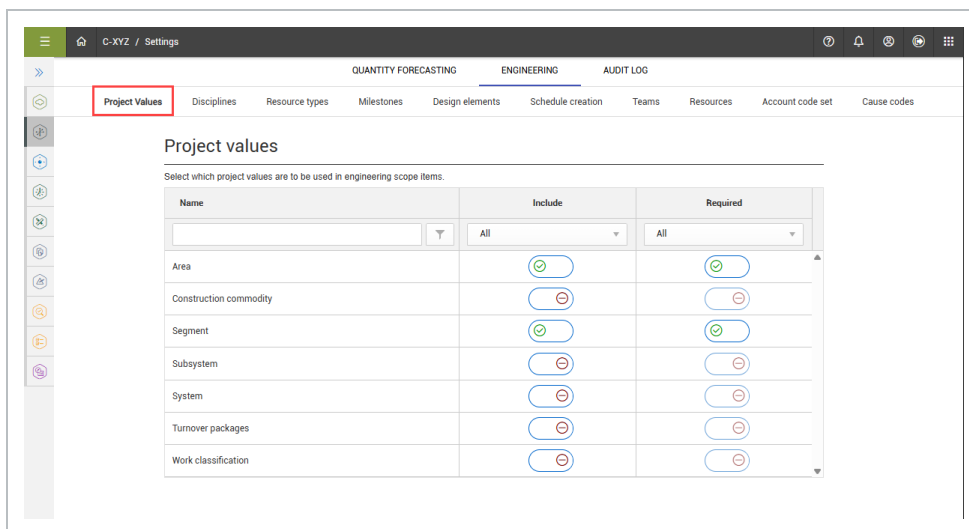 C-XYZ / Settings
QUANTITY FORECASTING ENGINEERING AUDIT LOG
Project Values Disciplines Resource types Milestones Design elements Schedule creation Teams Resources Account code set Cause codes
Project values
Select which project values are to be used in engineering scope items.
Name Include Required
All All
Area
Construction commodity
Segment
Subsystem
System
Turnover packages
Work classification